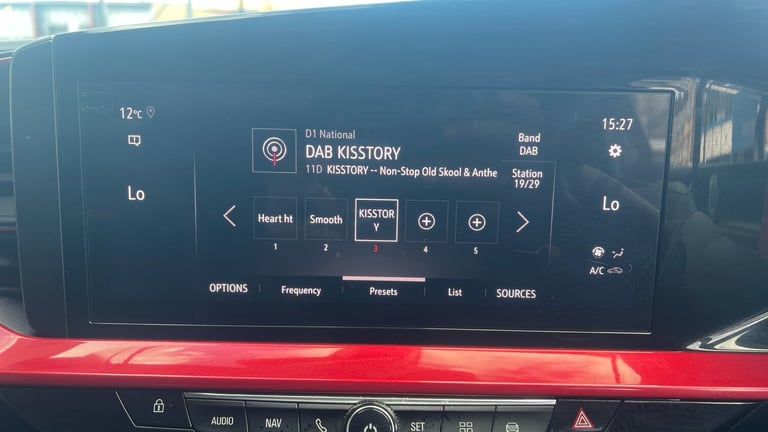 12°C
15:27
Lo
D1 National
DAB KISSTORY
11D KISSTORY -- Non-Stop Old Skool & Anthe
Band
DAB
Station
19/29
Lo
Heart ht
Smooth
KISSTOR
Y
1
2
3
4
5
A/C
OPTIONS
Frequency
Presets
List
SOURCES
AUDIO
NAV
SET